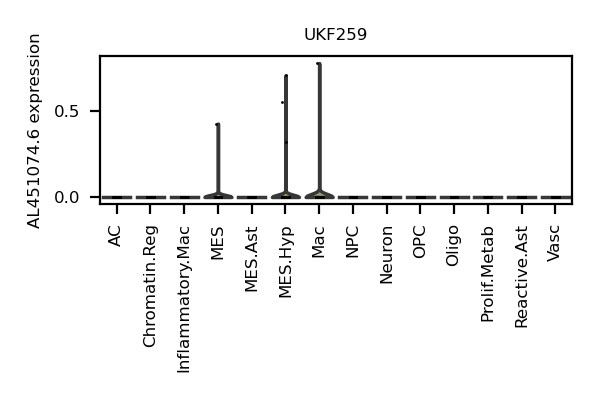 UKF259
AL451074.6 expression
0.5
0.0
AC
Chromatin.Reg
Inflammatory.Mac
MES
MES.Ast
MES.Hyp
Mac
NPC
Neuron
OPC
Oligo
Prolif.Metab
Reactive.Ast
Vasc